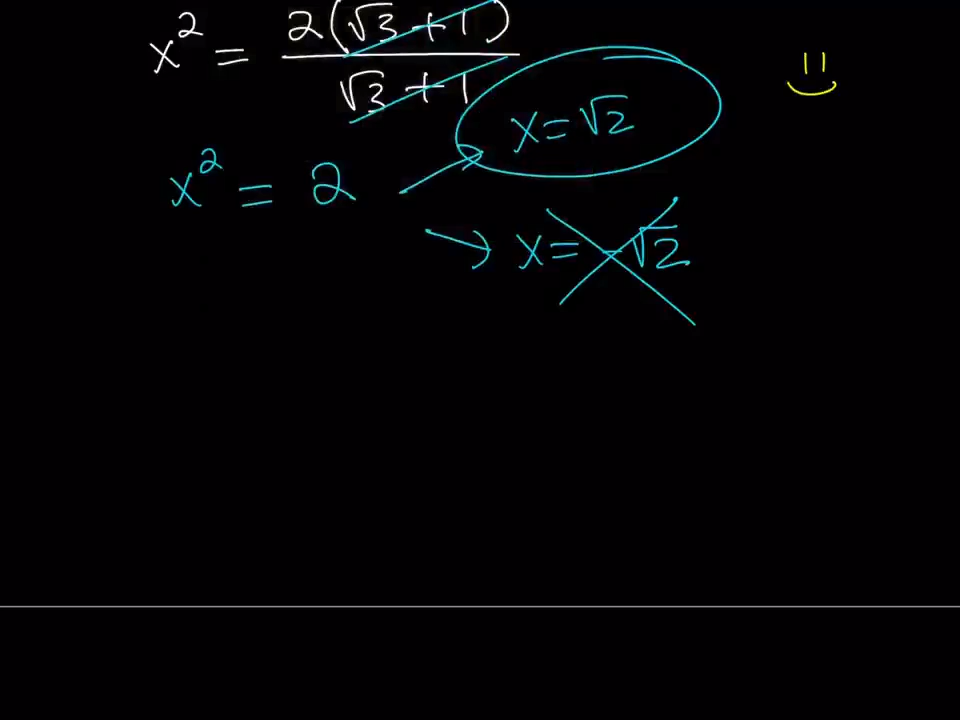 x² = 2(√3 + 1) / √3 + 1
x = √2
x² = 2
x = -√2